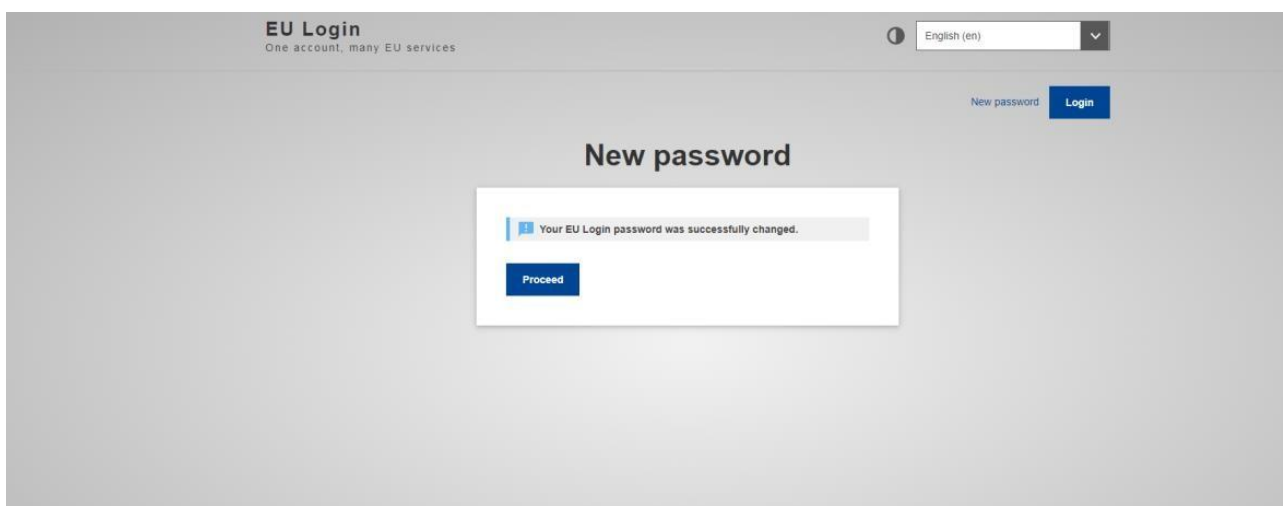 EU Login
One account, many EU services
English (en)
New password
Login
New password
Your EU Login password was successfully changed.
Proceed